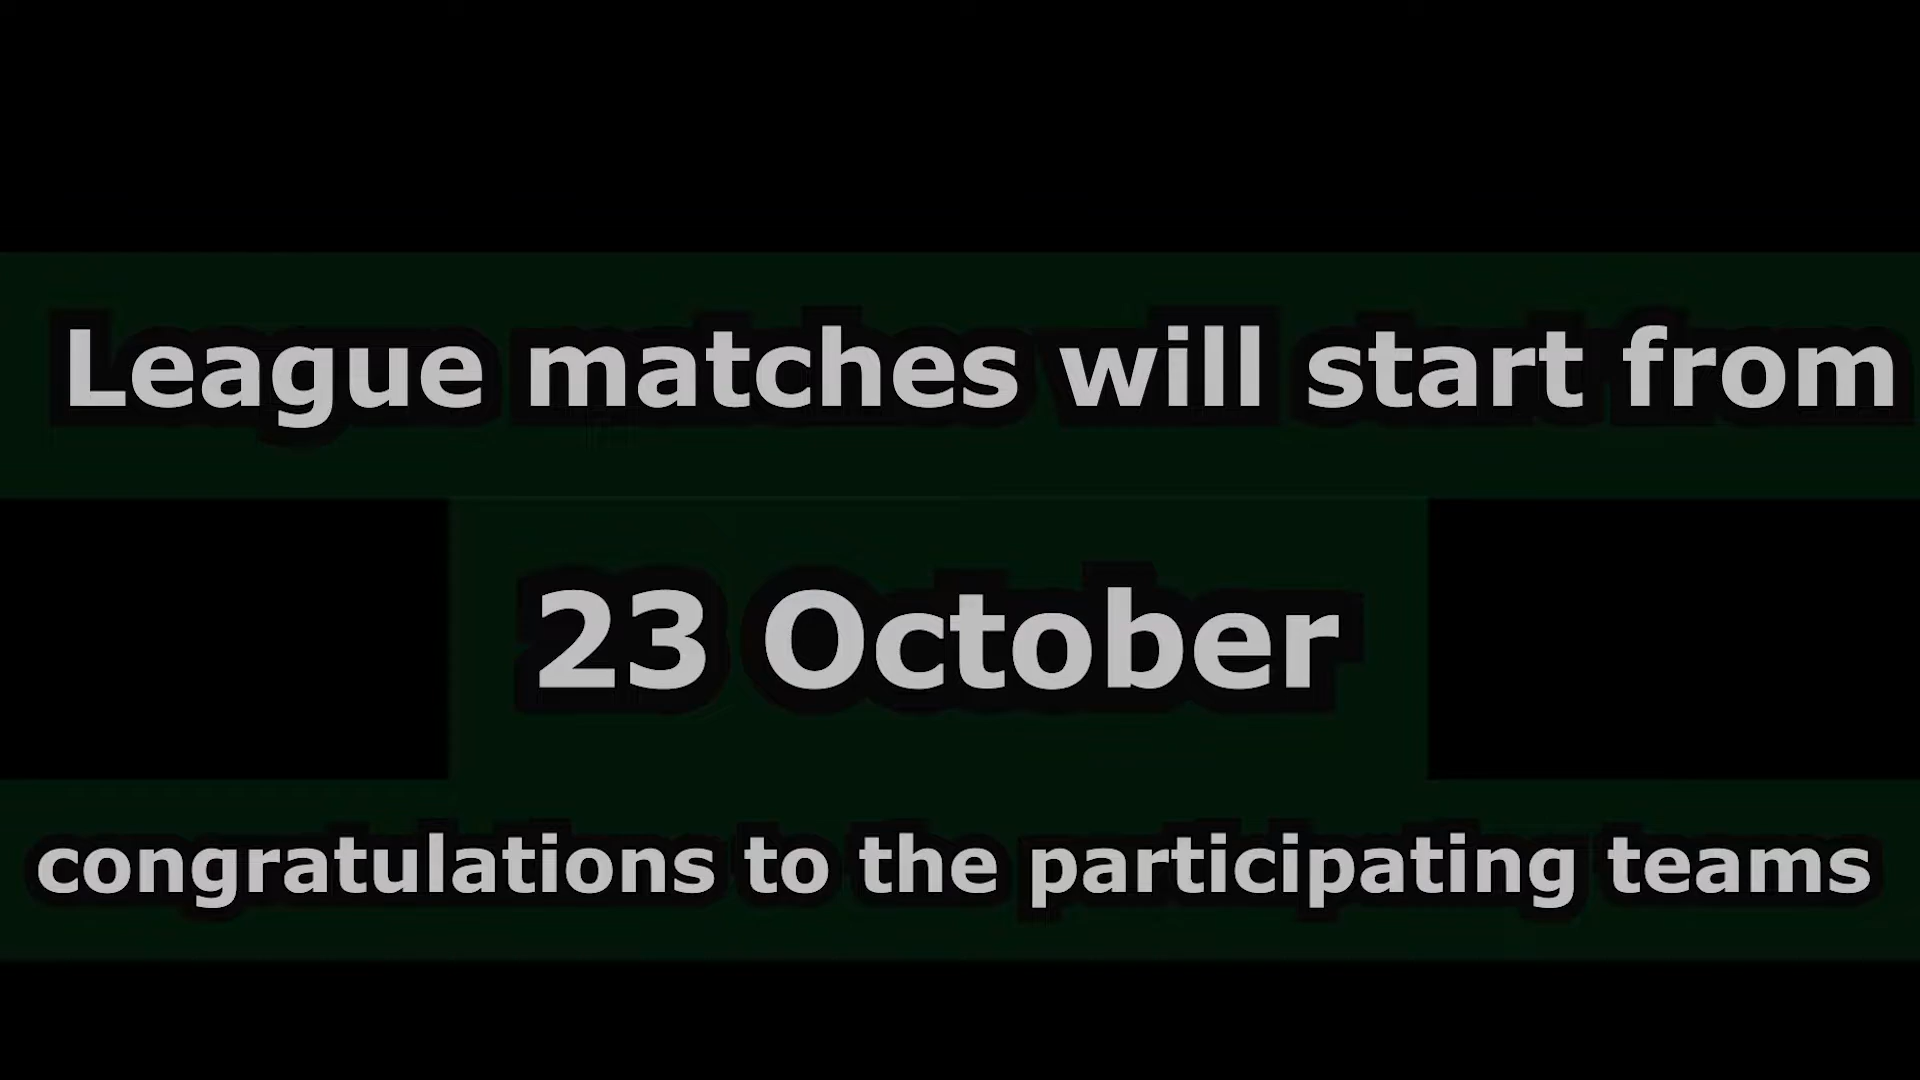 League matches will start from
23 October
congratulations to the participating teams